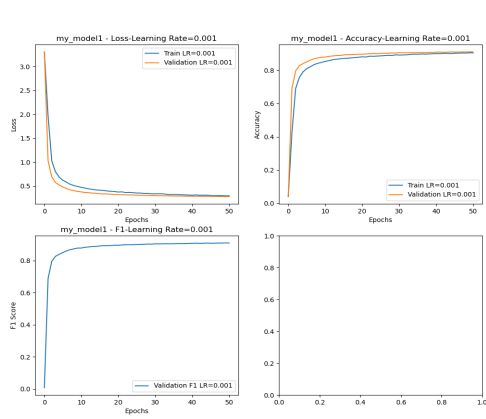 my_model1 - Loss-Learning Rate=0.001
3.0
2.5
2.0
1.5
1.0
0.5
Loss
Train LR=0.001
Validation LR=0.001
0 10 20 30 40 50
Epochs
my_model1 - Accuracy-Learning Rate=0.001
0.8
0.6
0.4
0.2
0.0
Accuracy
Train LR=0.001
Validation LR=0.001
0 10 20 30 40 50
Epochs
my_model1 - F1-Learning Rate=0.001
0.8
0.6
0.4
0.2
0.0
F1 Score
Validation F1 LR=0.001
0 10 20 30 40 50
Epochs
1.0
0.8
0.6
0.4
0.2
0.0
0.0 0.2 0.4 0.6 0.8 1.0